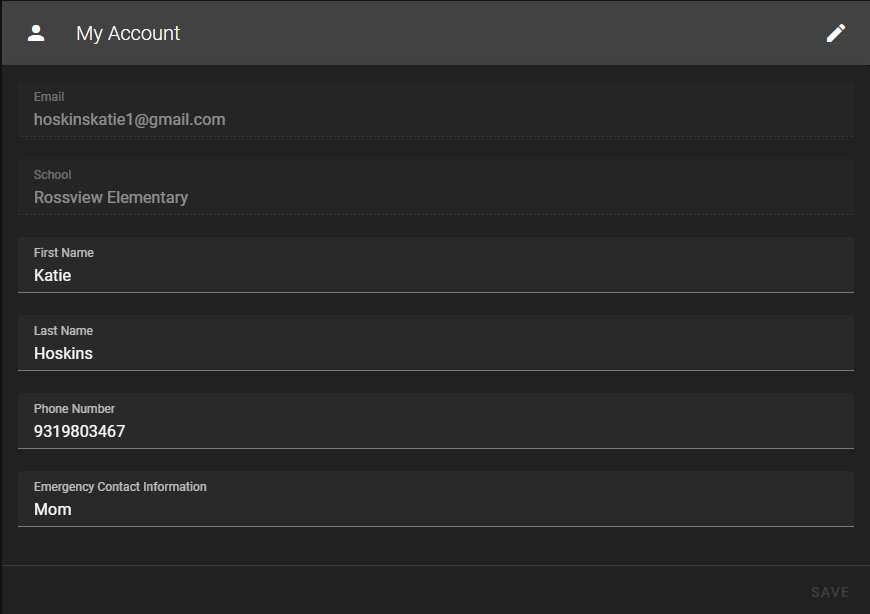 My Account
Email
hoskinskatie1@gmail.com
School
Rossview Elementary
First Name
Katie
Last Name
Hoskins
Phone Number
9319803467
Emergency Contact Information
Mom
SAVE